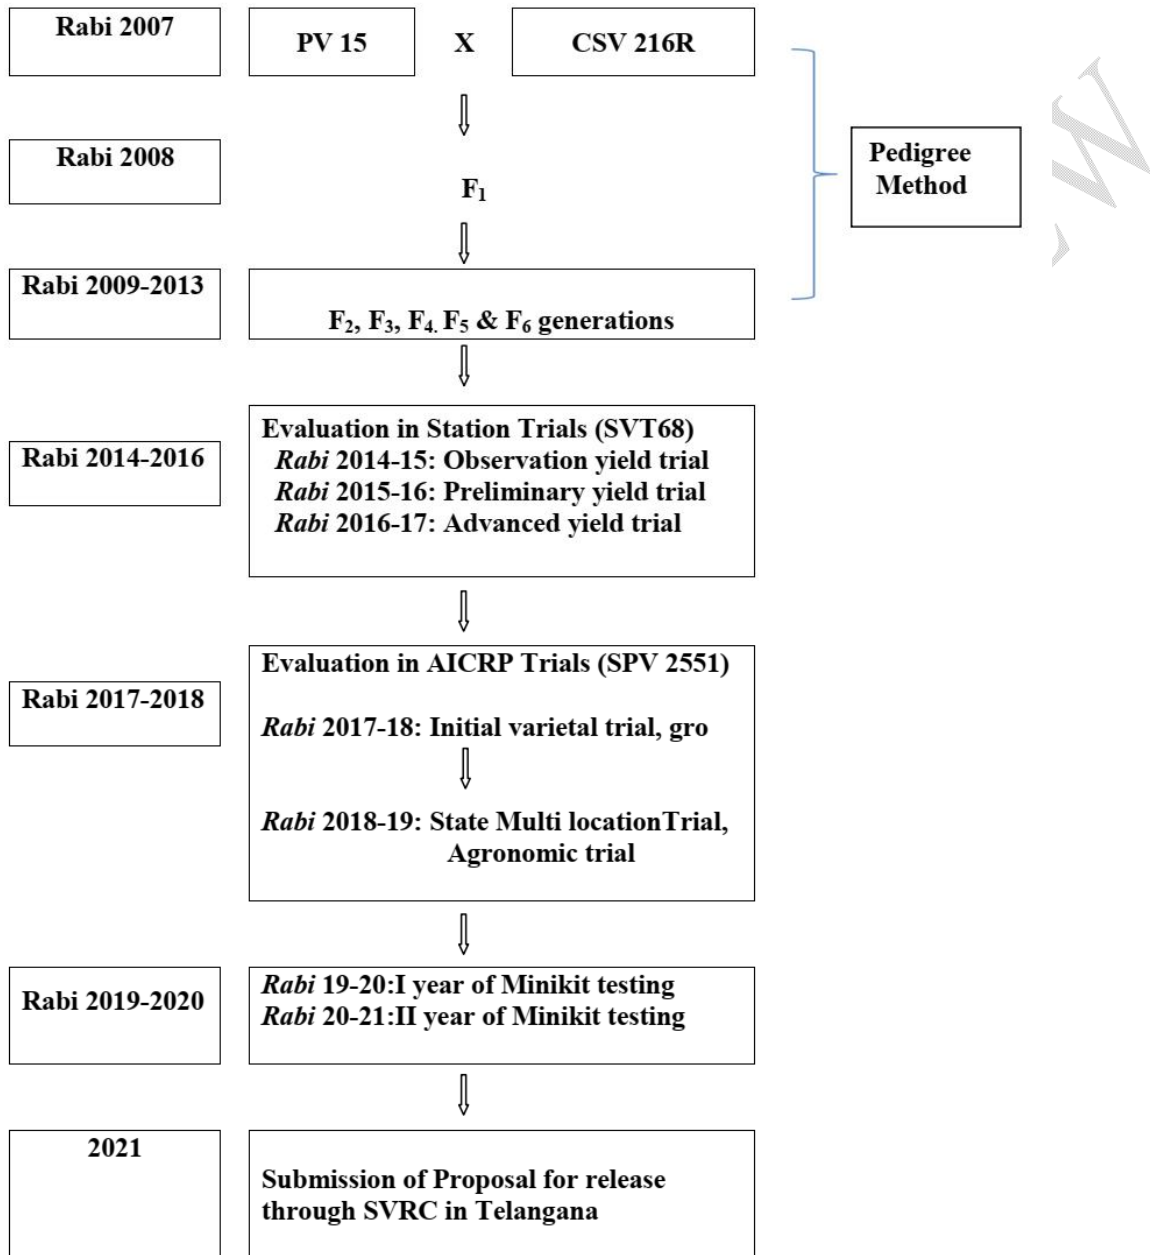 Rabi 2007
PV 15
X
CSV 216R
Rabi 2008
F₁
Pedigree
Method
Rabi 2009-2013
F₂, F₃, F₄. F₅ & F₆ generations
Rabi 2014-2016
Evaluation in Station Trials (SVT68)
Rabi 2014-15: Observation yield trial
Rabi 2015-16: Preliminary yield trial
Rabi 2016-17: Advanced yield trial
Rabi 2017-2018
Evaluation in AICRP Trials (SPV 2551)
Rabi 2017-18: Initial varietal trial, gro
Rabi 2018-19: State Multi locationTrial,
Agronomic trial
Rabi 2019-2020
Rabi 19-20:I year of Minikit testing
Rabi 20-21:II year of Minikit testing
2021
Submission of Proposal for release
through SVRC in Telangana